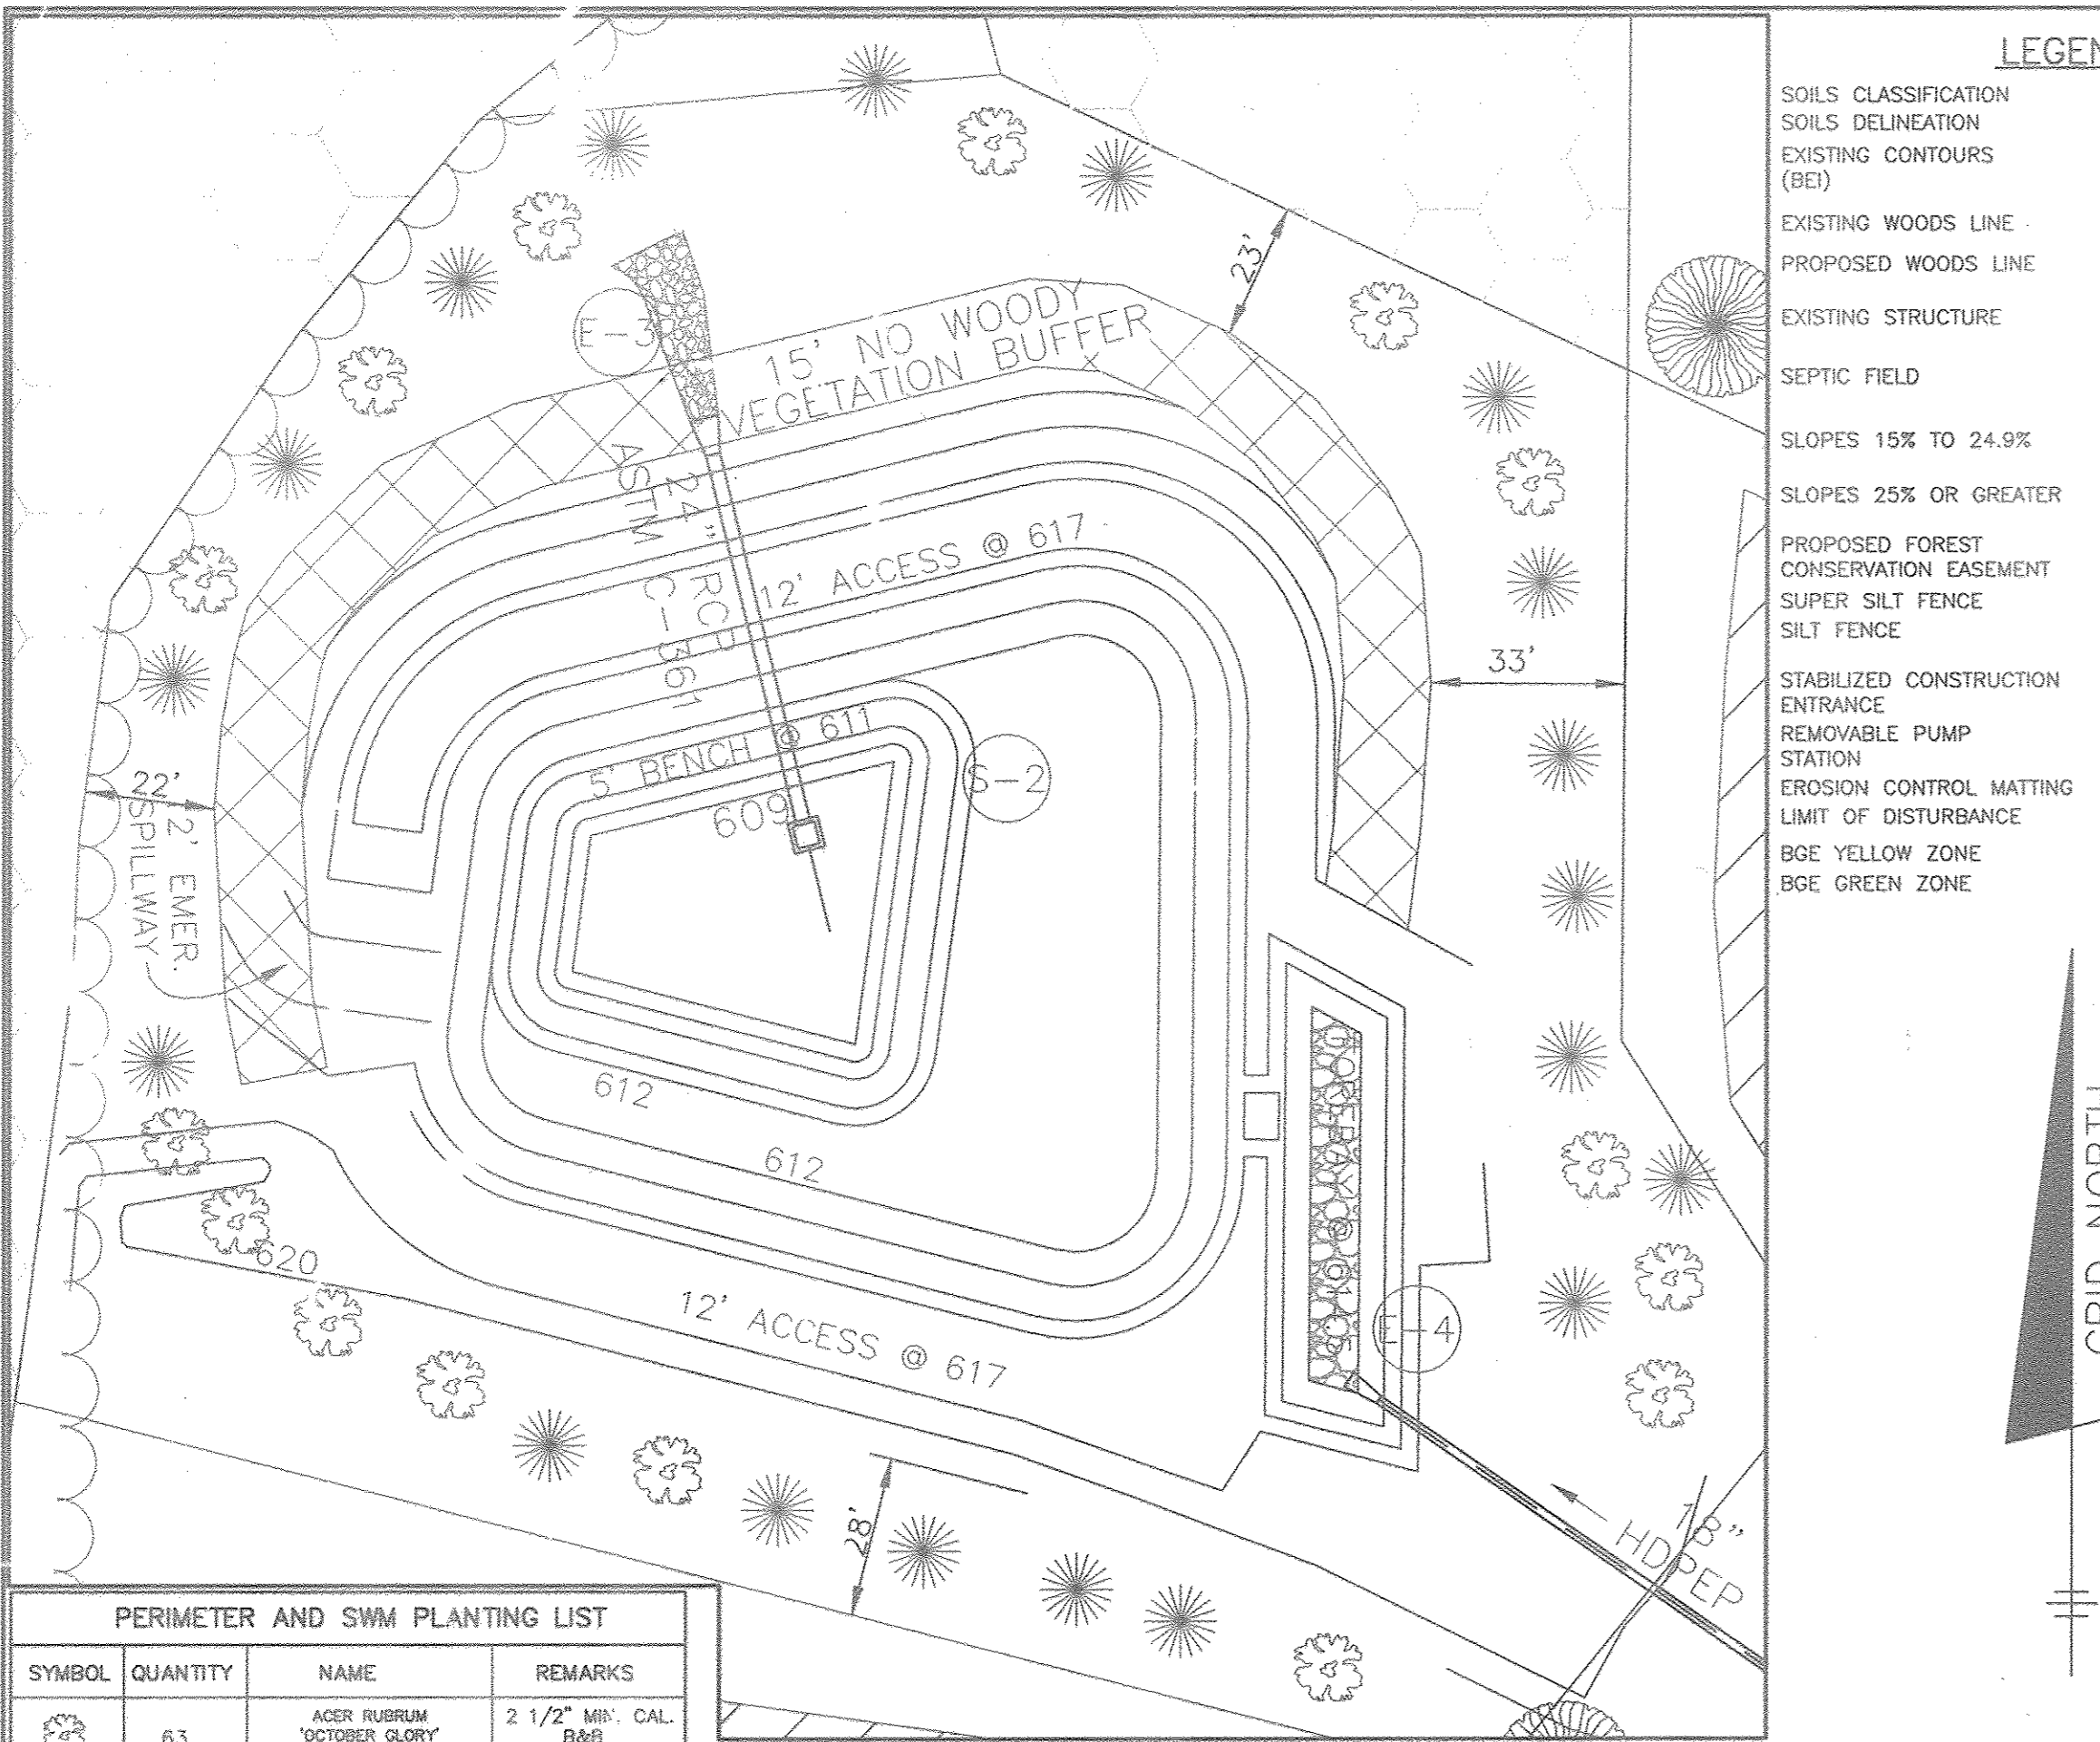 LEGEN
SOILS CLASSIFICATION
SOILS DELINEATION
EXISTING CONTOURS
(BEI)
EXISTING WOODS LINE
PROPOSED WOODS LINE
EXISTING STRUCTURE
SEPTIC FIELD
SLOPES 15% TO 24.9%
SLOPES 25% OR GREATER
PROPOSED FOREST
CONSERVATION EASEMENT
SUPER SILT FENCE
SILT FENCE
STABILIZED CONSTRUCTION
ENTRANCE
REMOVABLE PUMP
STATION
EROSION CONTROL MATTING
LIMIT OF DISTURBANCE
BGE YELLOW ZONE
BGE GREEN ZONE
GRID NORTH
23'
E-3
15' NO WOODY
VEGETATION BUFFER
24" RCP
ASTM C-361
12' ACCESS @ 617
33'
5' BENCH @ 611
S-2
609
22'
2' EMER.
SPILLWAY
612
612
FOREBAY @
620
12' ACCESS @ 617
E-4
28'
18"
HDPEP
PERIMETER AND SWM PLANTING LIST
SYMBOL QUANTITY NAME REMARKS
63 ACER RUBRUM 2 1/2" MIN. CAL.
'OCTOBER GLORY' B&B